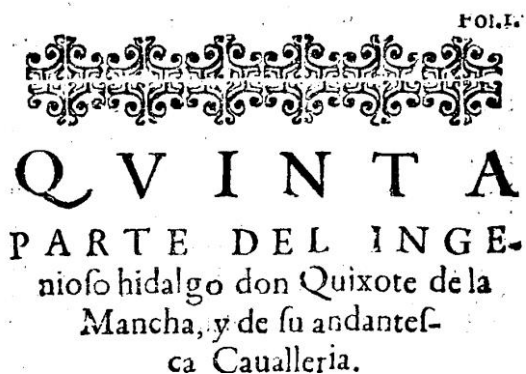 FOL.I.
QVINTA
PARTE DEL INGE-
nioſo hidalgo don Quixote de la
Mancha, y de ſu andanteſ-
ca Caualleria.